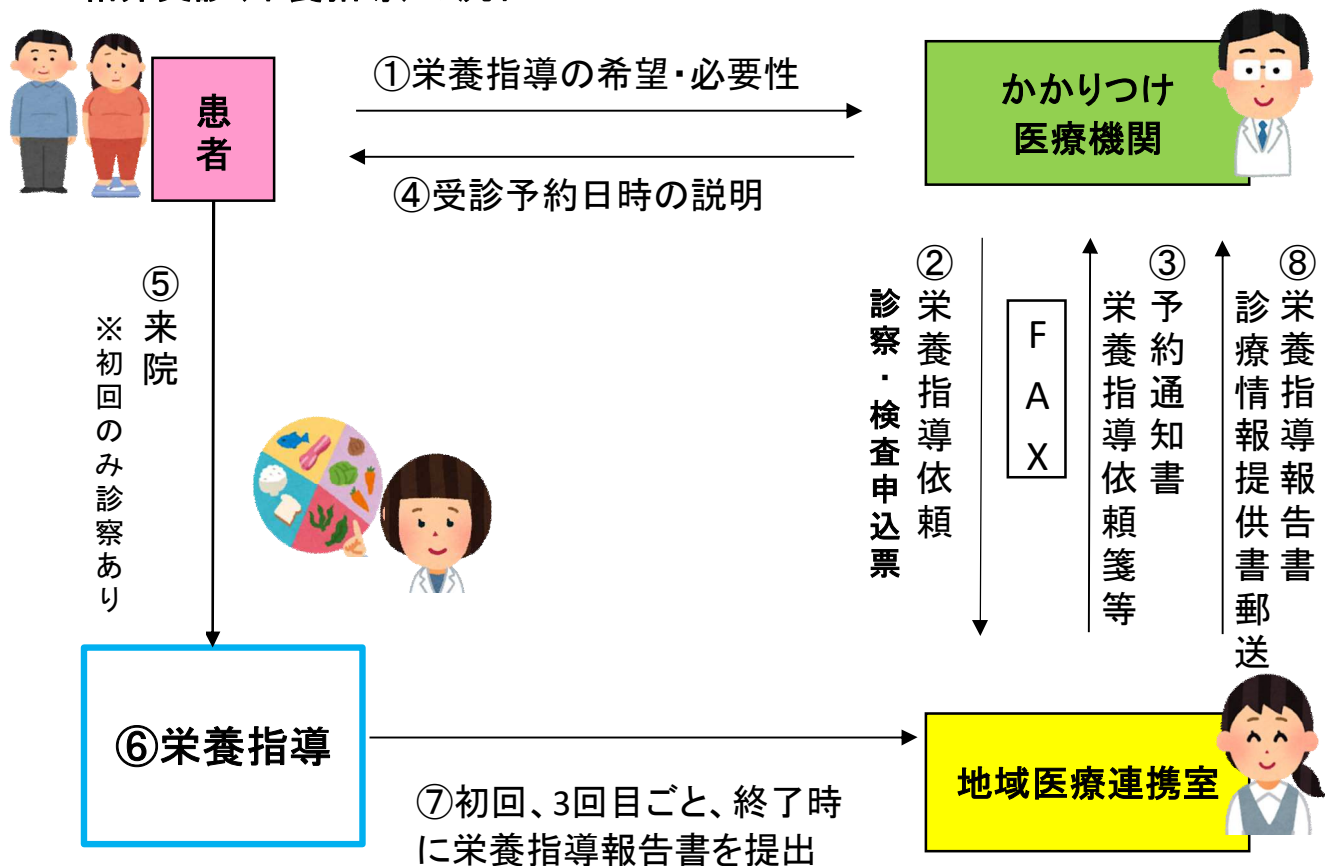 患者
①栄養指導の希望・必要性
かかりつけ
医療機関
④受診予約日時の説明
⑤来院
※初回のみ診察あり
②栄養指導依頼
診察・検査申込票
FAX
③予約通知書
栄養指導依頼箋等
⑧栄養指導報告書
診療情報提供書郵送
⑥栄養指導
⑦初回、3回目ごと、終了時
に栄養指導報告書を提出
地域医療連携室